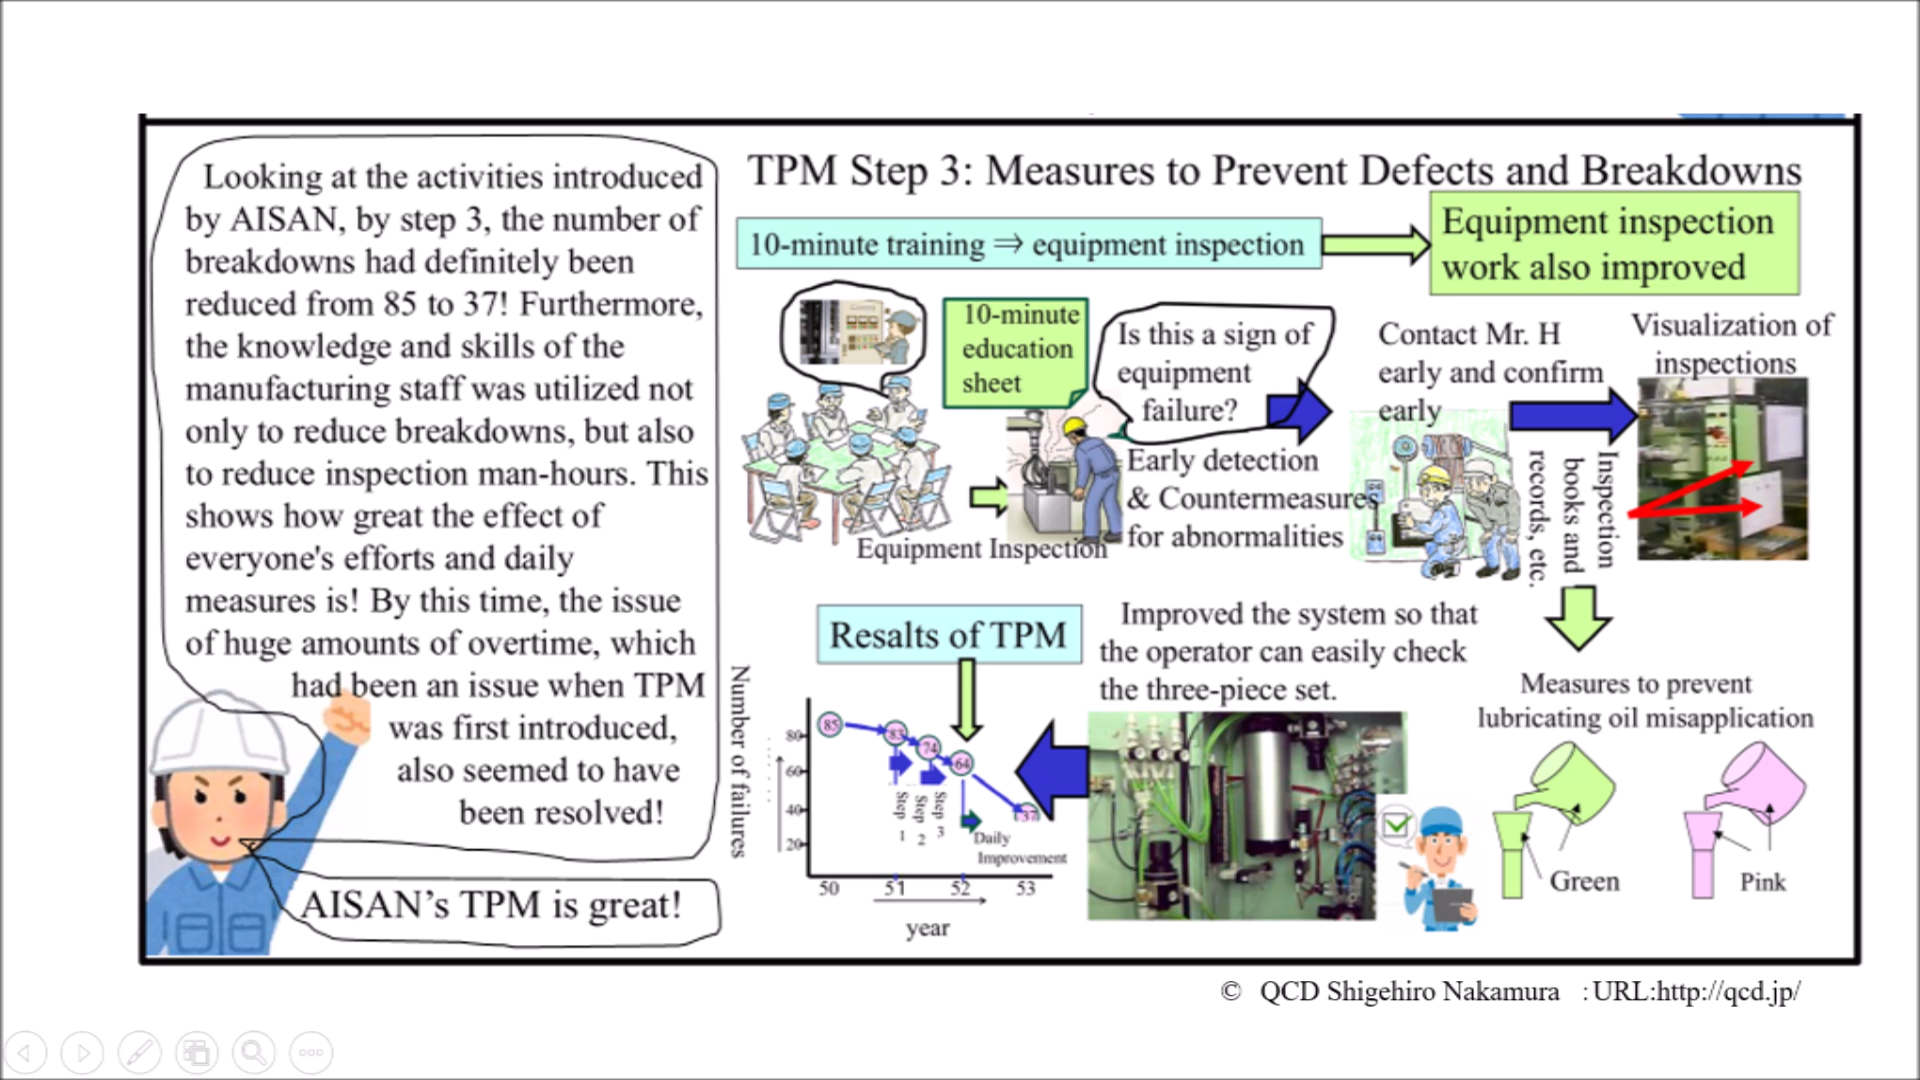 Looking at the activities introduced
by AISAN, by step 3, the number of
breakdowns had definitely been
reduced from 85 to 37! Furthermore,
the knowledge and skills of the
manufacturing staff was utilized not
only to reduce breakdowns, but also
to reduce inspection man-hours. This
shows how great the effect of
everyone's efforts and daily
measures is! By this time, the issue
of huge amounts of overtime, which
had been an issue when TPM
was first introduced,
also seemed to have
been resolved!
AISAN’s TPM is great!
TPM Step 3: Measures to Prevent Defects and Breakdowns
10-minute training ⇒ equipment inspection
Equipment inspection
work also improved
10-minute
education
sheet
Is this a sign of
equipment
failure?
Contact Mr. H
early and confirm
early
Visualization of
inspections
Equipment Inspection
Early detection
& Countermeasures
for abnormalities
Inspection
books and
records, etc.
Resalts of TPM
Improved the system so that
the operator can easily check
the three-piece set.
Measures to prevent
lubricating oil misapplication
Number of failures
80
60
40
20
85
83
74
64
37
Step 1
Step 2
Step 3
Daily
Improvement
50
51
52
53
year
Green
Pink
© QCD Shigehiro Nakamura :URL:http://qcd.jp/